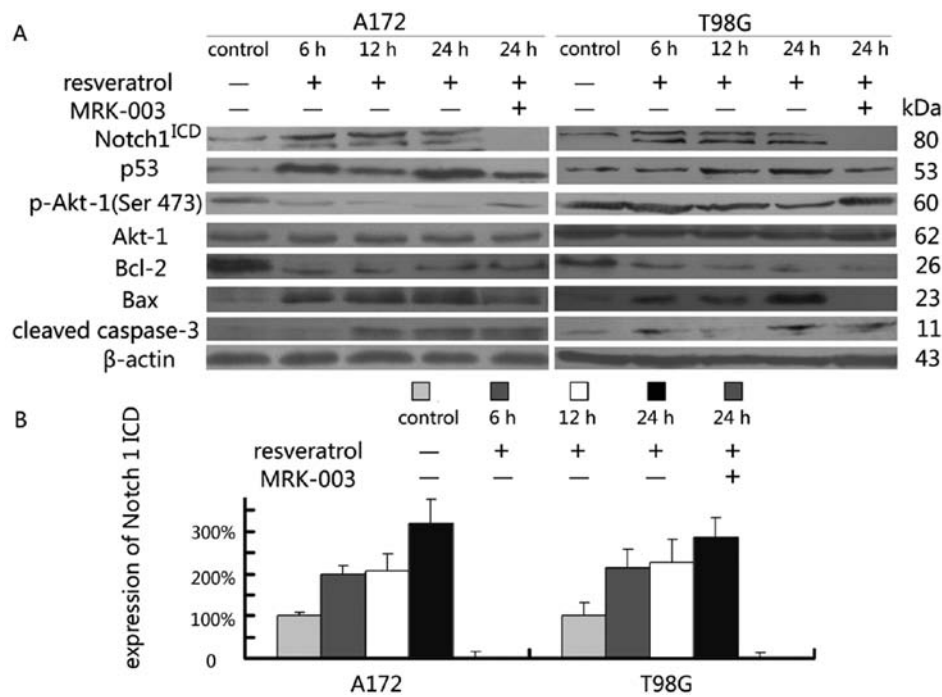 A172 T98G
A
control 6 h 12 h 24 h 24 h control 6 h 12 h 24 h 24 h
resveratrol — + + + + — + + + +
MRK-003 — — — — + — — — — + kDa
Notch1ICD 80
p53 53
p-Akt-1(Ser 473) 60
Akt-1 62
Bcl-2 26
Bax 23
cleaved caspase-3 11
β-actin 43
B
control 6 h 12 h 24 h 24 h
resveratrol — + + + +
MRK-003 — — — — +
expression of Notch 1 ICD
300%
200%
100%
0
A172 T98G